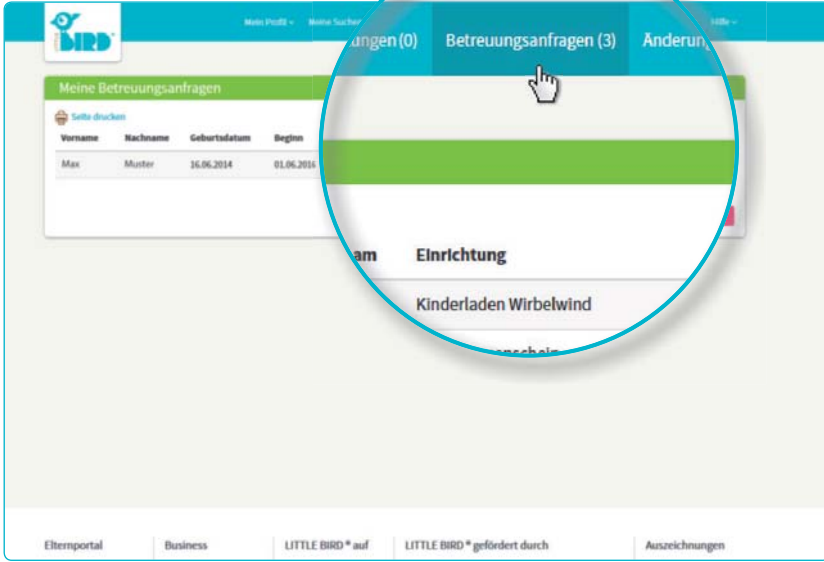 BIRD
Mein Profil
Meine Suchen
ungen (0)
Betreuungsanfragen (3)
Änderun
Hilfe
Meine Betreuungsanfragen
Seite drucken
Vorname Nachname Geburtsdatum Beginn
Max Muster 16.06.2014 01.06.2016
am Einrichtung
Kinderladen Wirbelwind
Elternportal
Business
LITTLE BIRD® auf
LITTLE BIRD® gefördert durch
Auszeichnungen